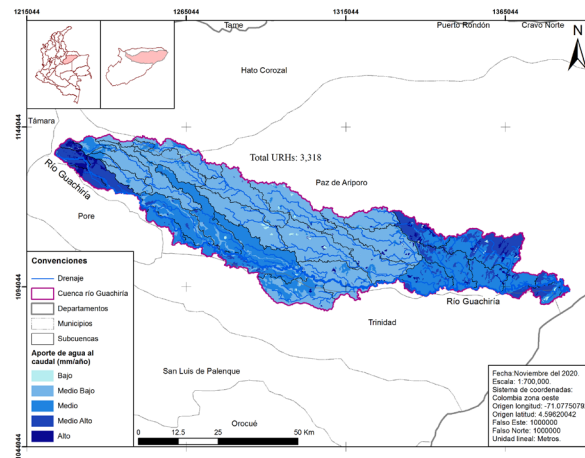 1215044
1265044
1315044
1365044
Tame
Puerto Rondón
Cravo Norte
N
Hato Corozal
Támara
1144044
Total URHs: 3,318
Paz de Ariporo
Río Guachiría
Pore
1094044
Río Guachiría
Trinidad
San Luis de Palenque
Orocué
1044044
Convenciones
Drenaje
Cuenca río Guachiría
Departamentos
Municipios
Subcuencas
Aporte de agua al
caudal (mm/año)
Bajo
Medio Bajo
Medio
Medio Alto
Alto
0 12.5 25 50 Km
Fecha:Noviembre del 2020.
Escala: 1:700,000.
Sistema de coordenadas:
Colombia zona oeste
Origen longitud: -71.0775079
Origen latitud: 4.59620042
Falso Este: 1000000
Falso Norte: 1000000
Unidad lineal: Metros.